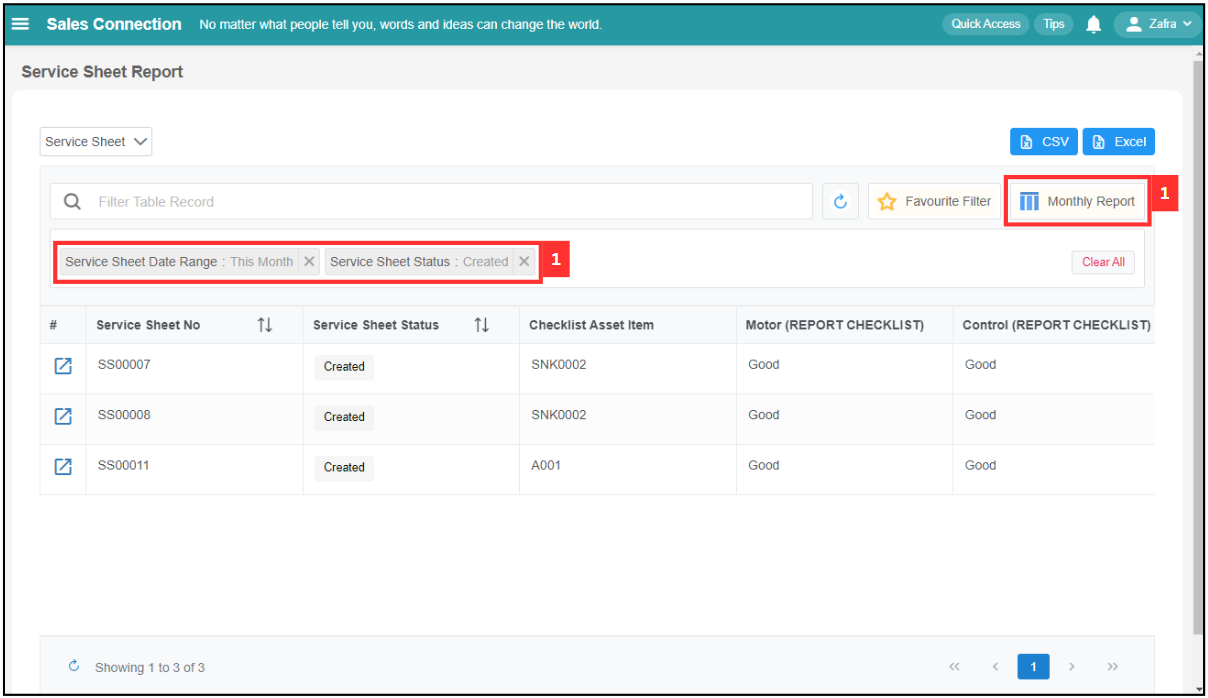 Sales Connection No matter what people tell you, words and ideas can change the world. Quick Access Tips Zafra
Service Sheet Report
Service Sheet CSV Excel
Filter Table Record Favourite Filter Monthly Report 1
Service Sheet Date Range : This Month Service Sheet Status : Created 1 Clear All
# Service Sheet No Service Sheet Status Checklist Asset Item Motor (REPORT CHECKLIST) Control (REPORT CHECKLIST)
SS00007 Created SNK0002 Good Good
SS00008 Created SNK0002 Good Good
SS00011 Created A001 Good Good
Showing 1 to 3 of 3 << < 1 > >>